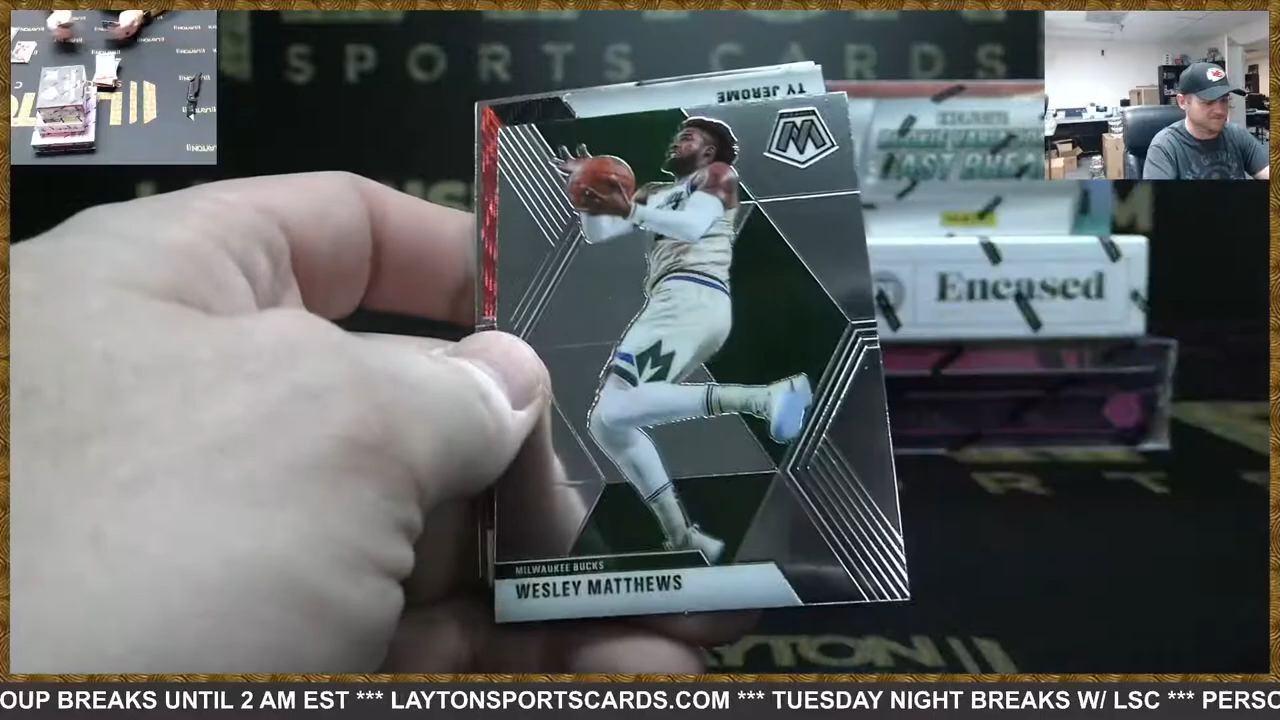 SPORTS CARDS
TY JEROME
M
Encased
MILWAUKEE BUCKS
WESLEY MATTHEWS
OUP BREAKS UNTIL 2 AM EST *** LAYTONSPORTSCARDS.COM *** TUESDAY NIGHT BREAKS W/ LSC *** PERSO